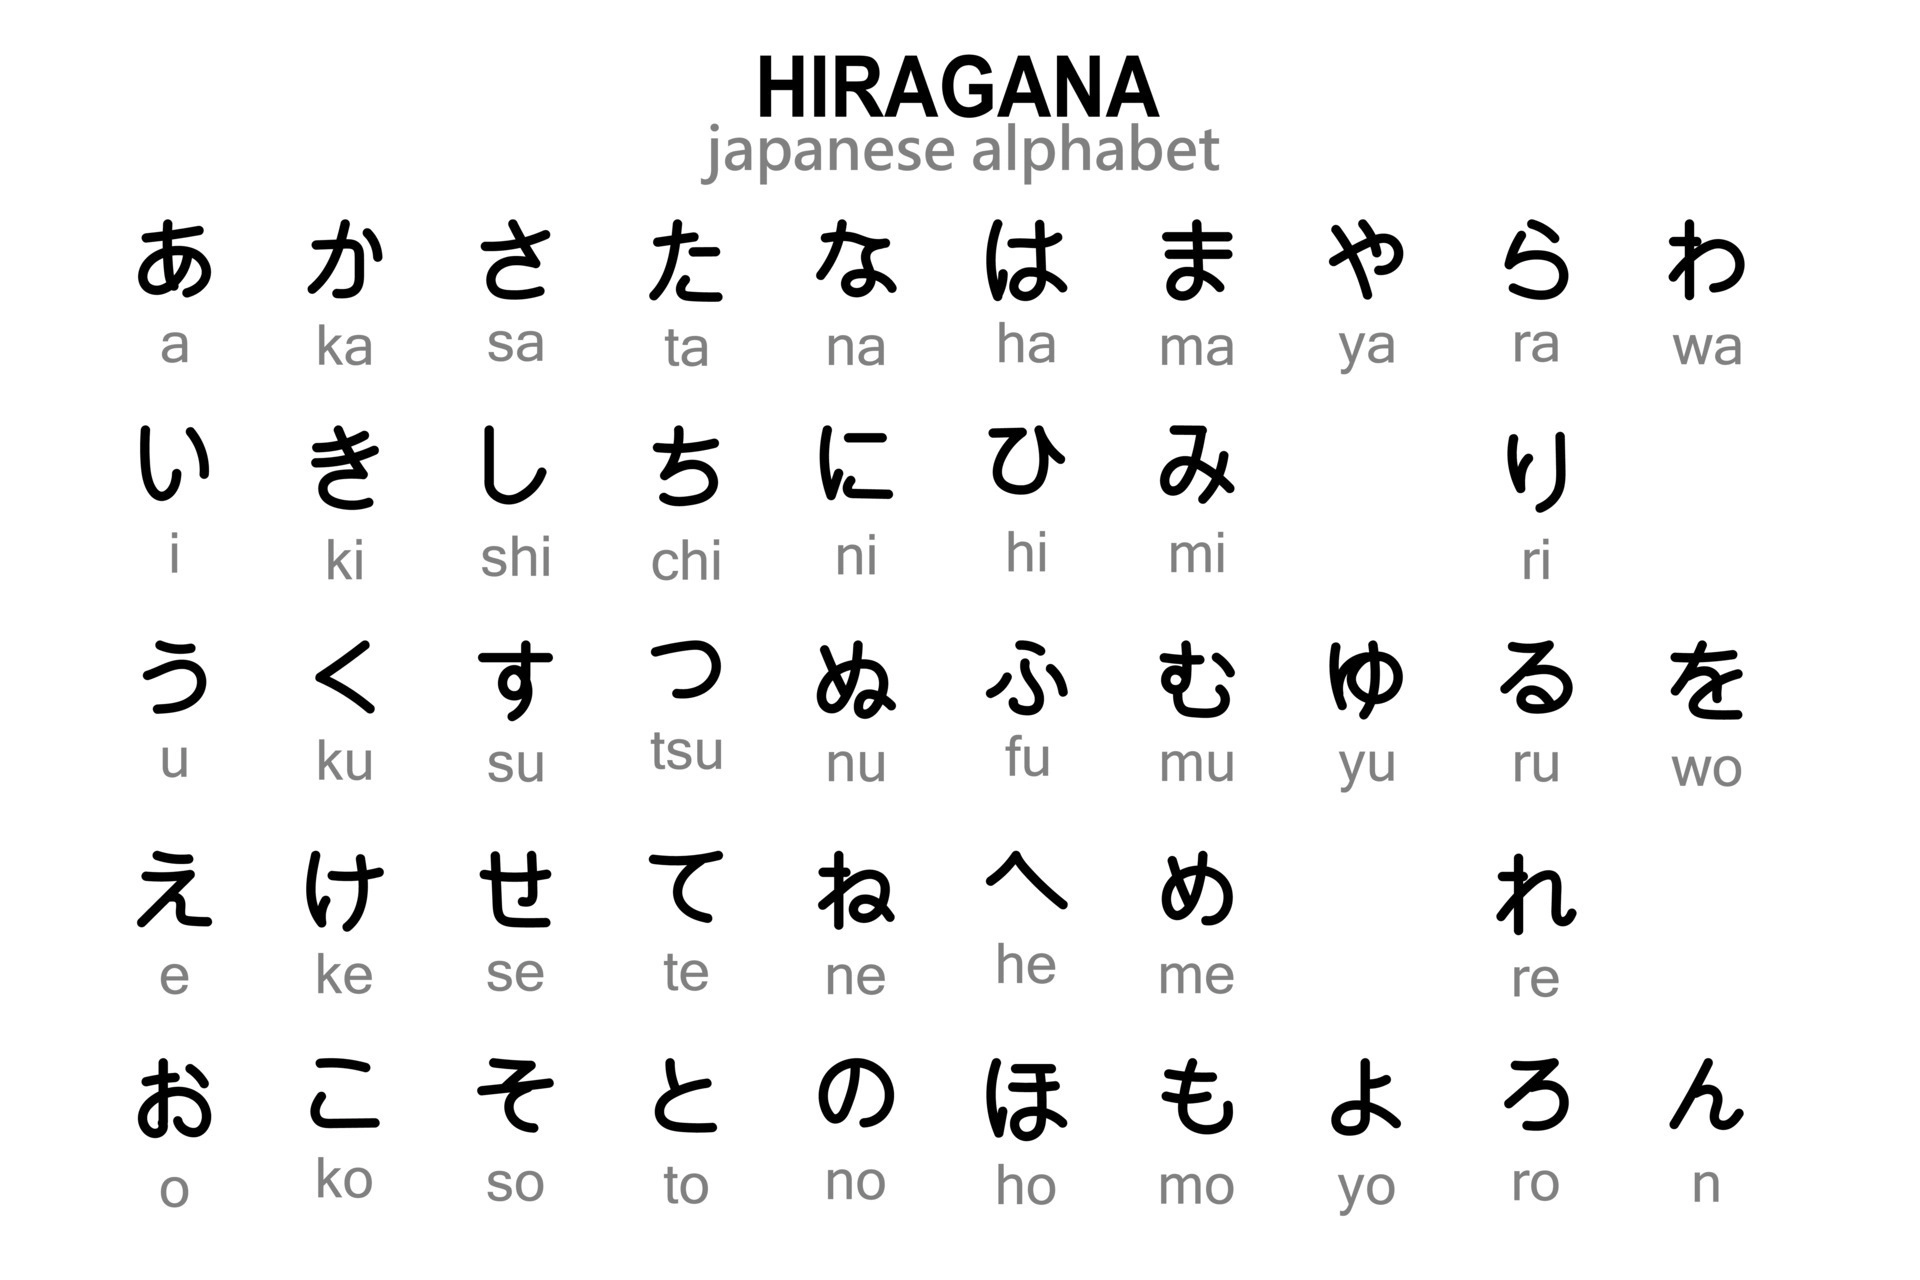 HIRAGANA
japanese alphabet
あ か さ た な は ま や ら わ
a ka sa ta na ha ma ya ra wa
い き し ち に ひ み り
i ki shi chi ni hi mi ri
う く す つ ぬ ふ む ゆ る を
u ku su tsu nu fu mu yu ru wo
え け せ て ね へ め れ
e ke se te ne he me re
お こ そ と の ほ も よ ろ ん
o ko so to no ho mo yo ro n